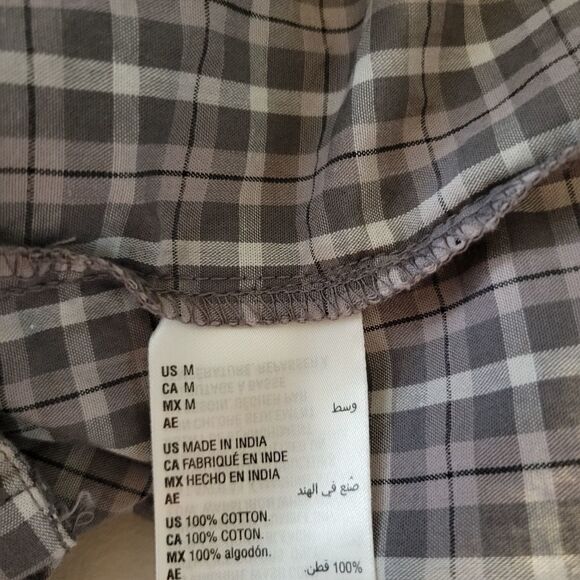 US M
CA M
MX M
AE وسط
US MADE IN INDIA
CA FABRIQUÉ EN INDE
MX HECHO EN INDIA
AE صُنع في الهند
US 100% COTTON.
CA 100% COTON.
MX 100% algodón.
AE 100% قطن.